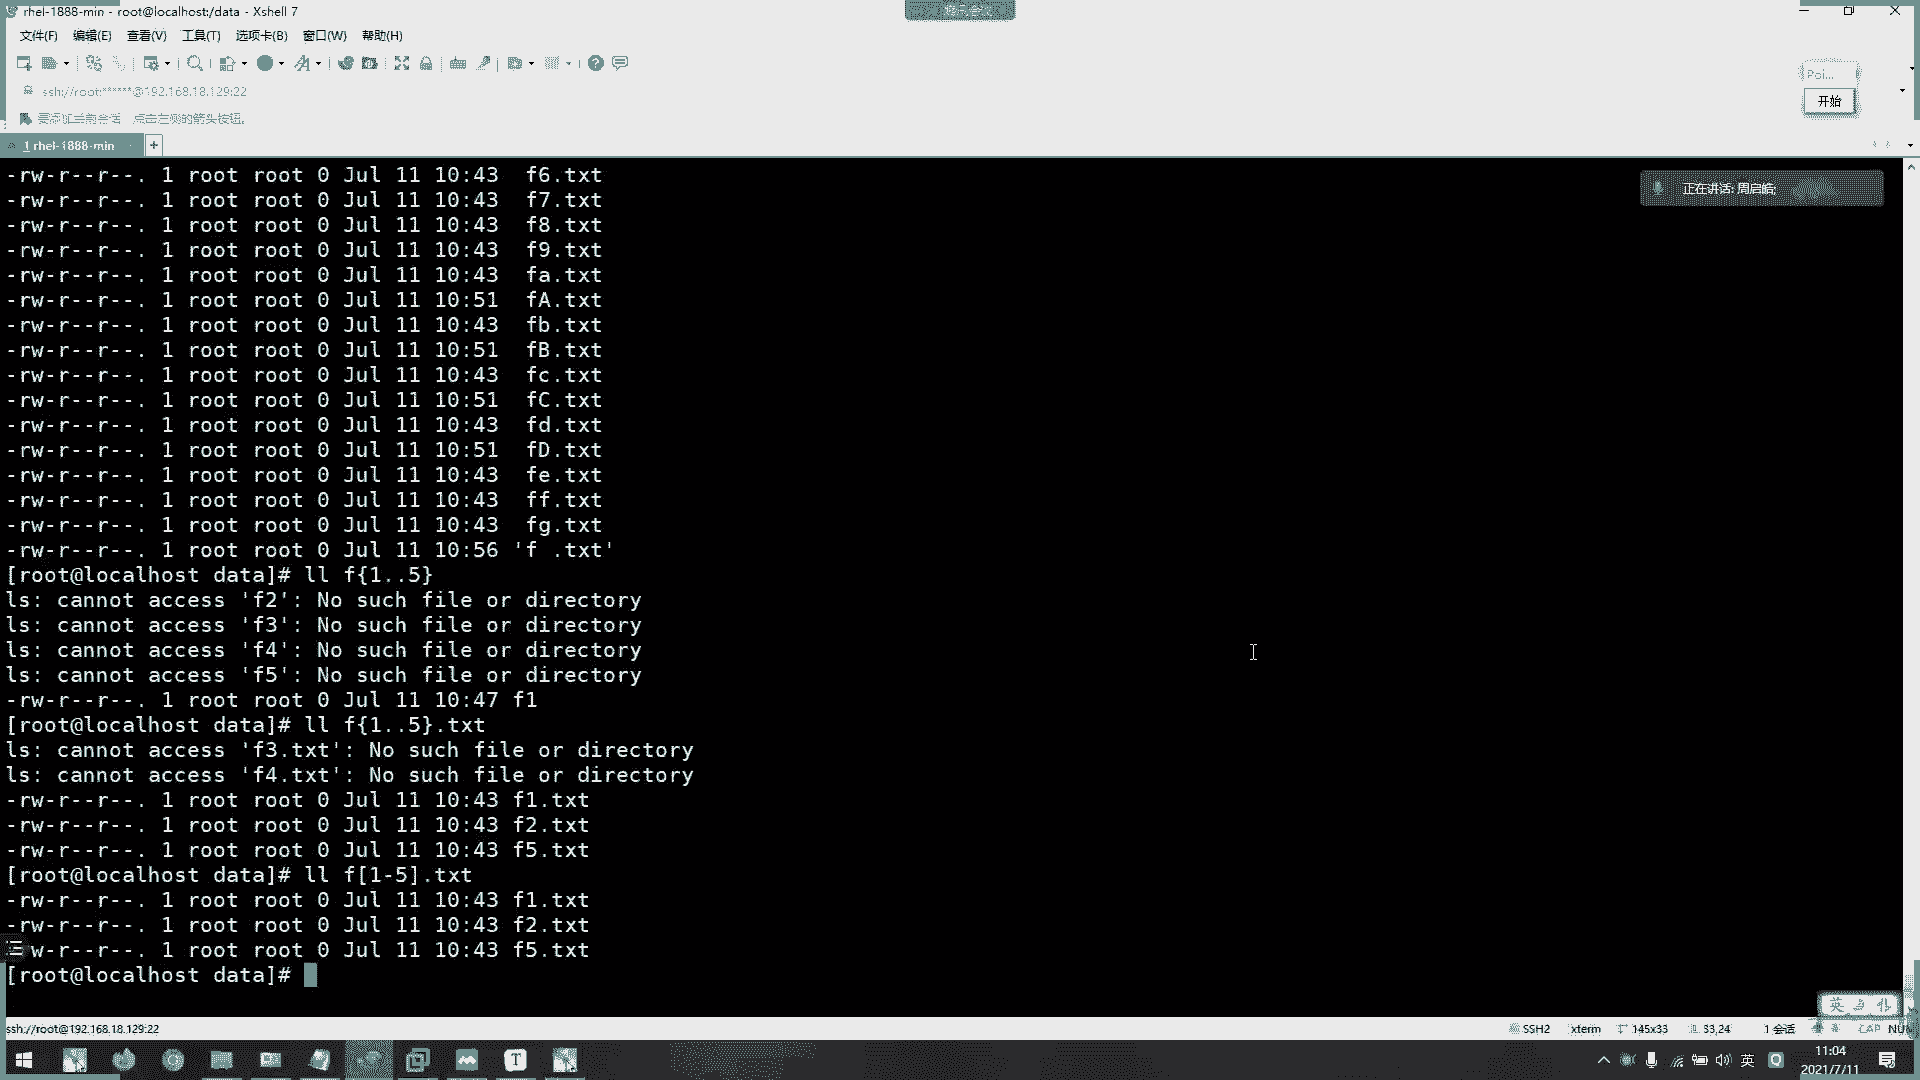 rhel-1888-min - root@localhost:/data - Xshell 7
文件(F) 编辑(E) 查看(V) 工具(T) 选项卡(B) 窗口(W) 帮助(H)
Poi...
ssh://root:******@192.168.18.129:22
开始
点击左侧的箭头按钮。
1 rhel-1888-min
+
-rw-r--r--. 1 root root 0 Jul 11 10:43  f6.txt
正在讲话: 周启皓;
-rw-r--r--. 1 root root 0 Jul 11 10:43  f7.txt
-rw-r--r--. 1 root root 0 Jul 11 10:43  f8.txt
-rw-r--r--. 1 root root 0 Jul 11 10:43  f9.txt
-rw-r--r--. 1 root root 0 Jul 11 10:43  fa.txt
-rw-r--r--. 1 root root 0 Jul 11 10:51  fA.txt
-rw-r--r--. 1 root root 0 Jul 11 10:43  fb.txt
-rw-r--r--. 1 root root 0 Jul 11 10:51  fB.txt
-rw-r--r--. 1 root root 0 Jul 11 10:43  fc.txt
-rw-r--r--. 1 root root 0 Jul 11 10:51  fC.txt
-rw-r--r--. 1 root root 0 Jul 11 10:43  fd.txt
-rw-r--r--. 1 root root 0 Jul 11 10:51  fD.txt
-rw-r--r--. 1 root root 0 Jul 11 10:43  fe.txt
-rw-r--r--. 1 root root 0 Jul 11 10:43  ff.txt
-rw-r--r--. 1 root root 0 Jul 11 10:43  fg.txt
-rw-r--r--. 1 root root 0 Jul 11 10:56 'f .txt'
[root@localhost data]# ll f{1..5}
ls: cannot access 'f2': No such file or directory
ls: cannot access 'f3': No such file or directory
ls: cannot access 'f4': No such file or directory
ls: cannot access 'f5': No such file or directory
-rw-r--r--. 1 root root 0 Jul 11 10:47 f1
[root@localhost data]# ll f{1..5}.txt
ls: cannot access 'f3.txt': No such file or directory
ls: cannot access 'f4.txt': No such file or directory
-rw-r--r--. 1 root root 0 Jul 11 10:43 f1.txt
-rw-r--r--. 1 root root 0 Jul 11 10:43 f2.txt
-rw-r--r--. 1 root root 0 Jul 11 10:43 f5.txt
[root@localhost data]# ll f[1-5].txt
-rw-r--r--. 1 root root 0 Jul 11 10:43 f1.txt
-rw-r--r--. 1 root root 0 Jul 11 10:43 f2.txt
w-r--r--. 1 root root 0 Jul 11 10:43 f5.txt
[root@localhost data]#
英
ssh://root@192.168.18.129:22 SSH2 xterm 145x33 33,24 1 会话 CAP NUM
T
英
11:04
2021/7/11